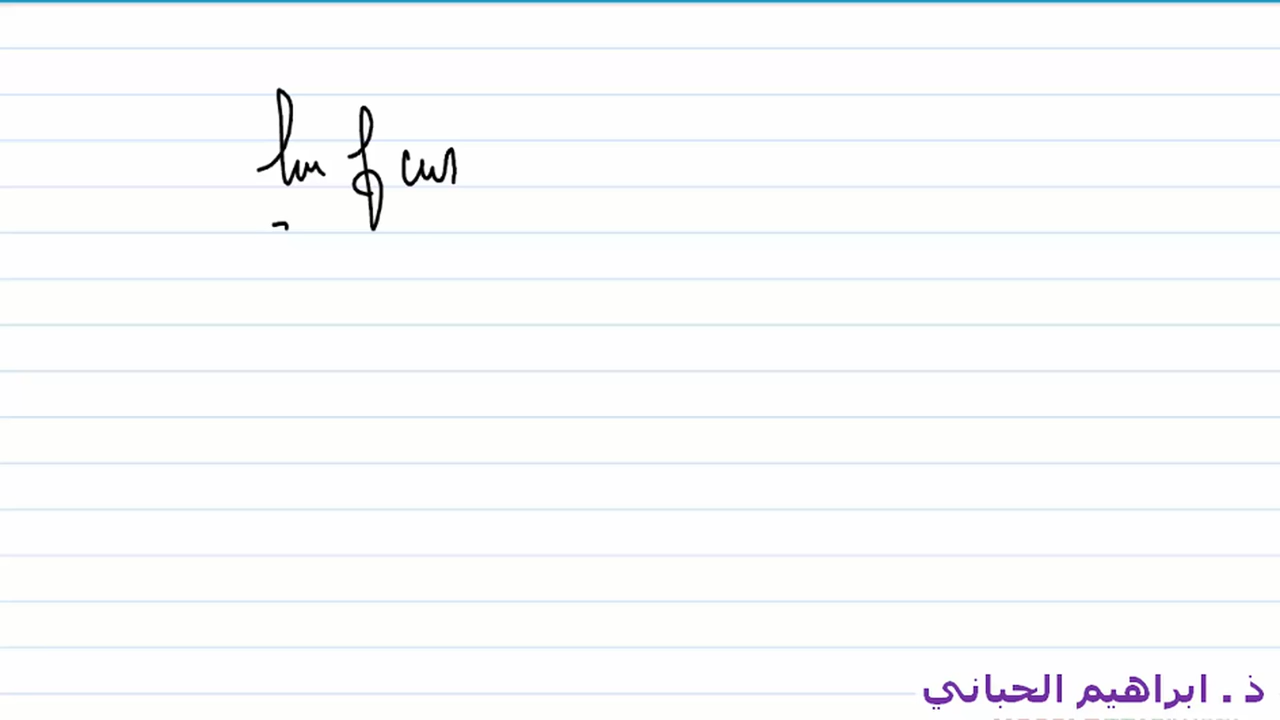 lim f(x)
ذ . ابراهيم الحباني